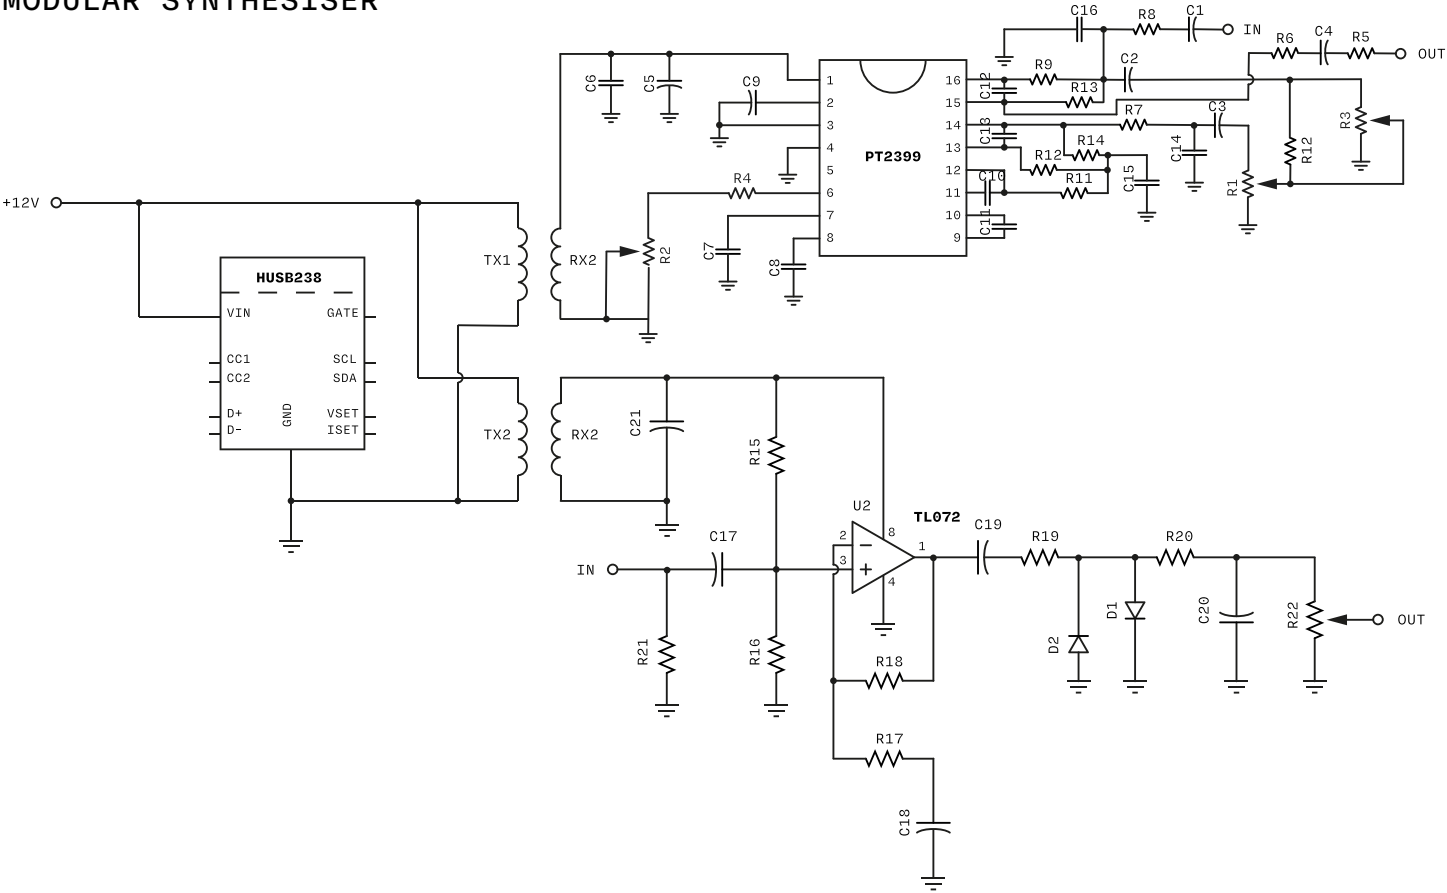 MODULAR SYNTHESISER
C16
R8
C1
IN
R6
C4
R5
OUT
C6
C5
C9
1
2
3
4
5
6
7
8
PT2399
16
15
14
13
12
11
10
9
C12
R9
C2
R13
C13
R7
C3
R14
C14
R12
R3
R12
C10
R11
C15
R1
C11
R4
R2
C7
C8
+12V
HUSB238
VIN
GATE
CC1
SCL
CC2
SDA
D+
VSET
D-
ISET
GND
TX1
RX2
TX2
RX2
C21
R15
U2
TL072
2
3
8
1
4
IN
C17
C19
R19
R20
R21
R16
R18
D2
D1
C20
R22
OUT
R17
C18